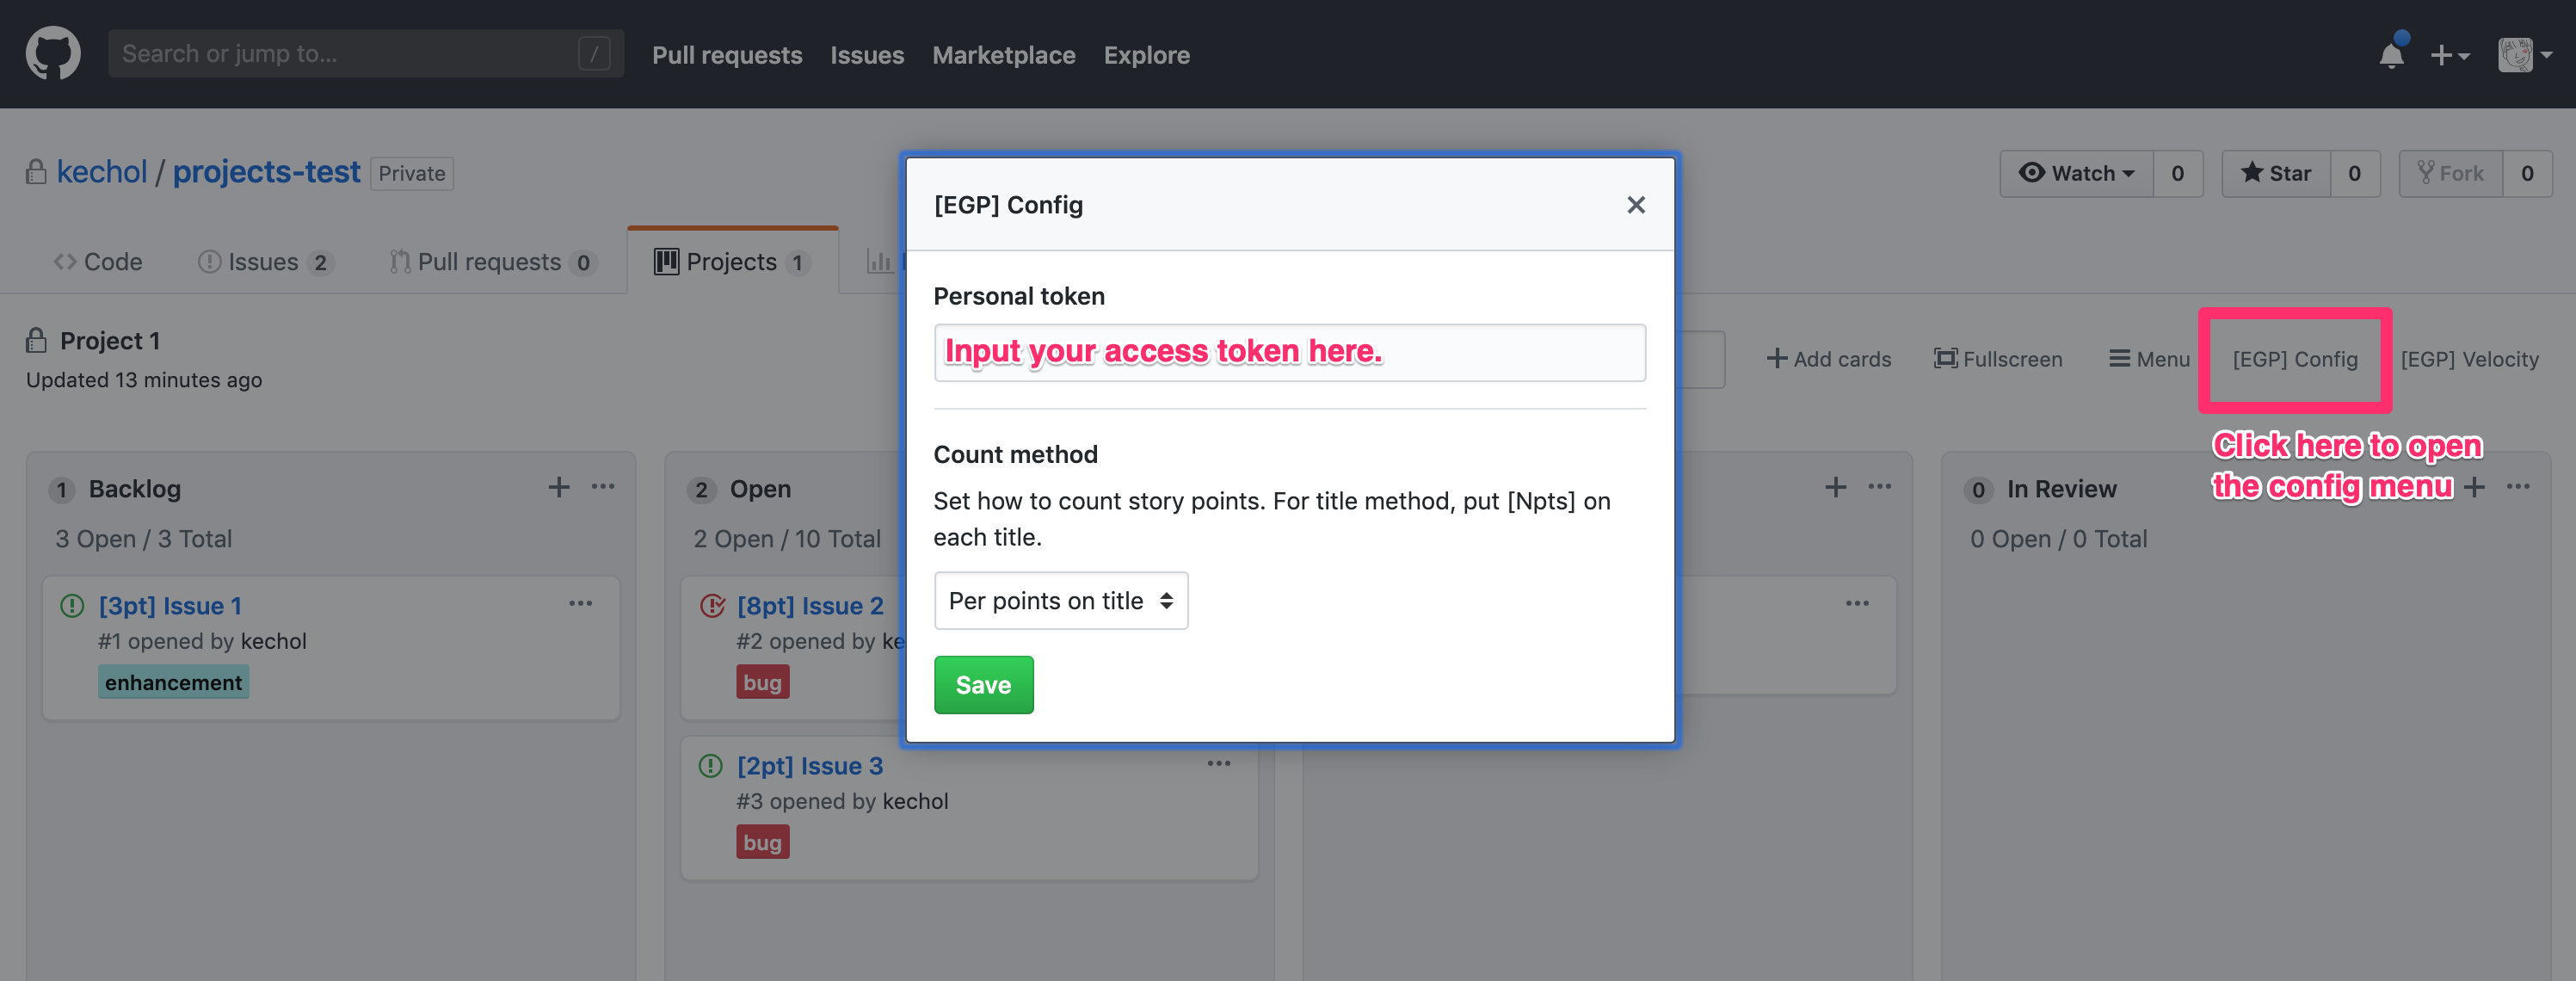 Search or jump to... /
Pull requests Issues Marketplace Explore
kechol / projects-test Private
Watch 0
Star 0
Fork 0
Code
Issues 2
Pull requests 0
Projects 1
Project 1
Updated 13 minutes ago
Add cards
Fullscreen
Menu
[EGP] Config
[EGP] Velocity
Click here to open
the config menu
[EGP] Config
Personal token
Input your access token here.
Count method
Set how to count story points. For title method, put [Npts] on
each title.
Per points on title
Save
1 Backlog
3 Open / 3 Total
[3pt] Issue 1
#1 opened by kechol
enhancement
2 Open
2 Open / 10 Total
[8pt] Issue 2
#2 opened by ke
bug
[2pt] Issue 3
#3 opened by kechol
bug
0 In Review
0 Open / 0 Total